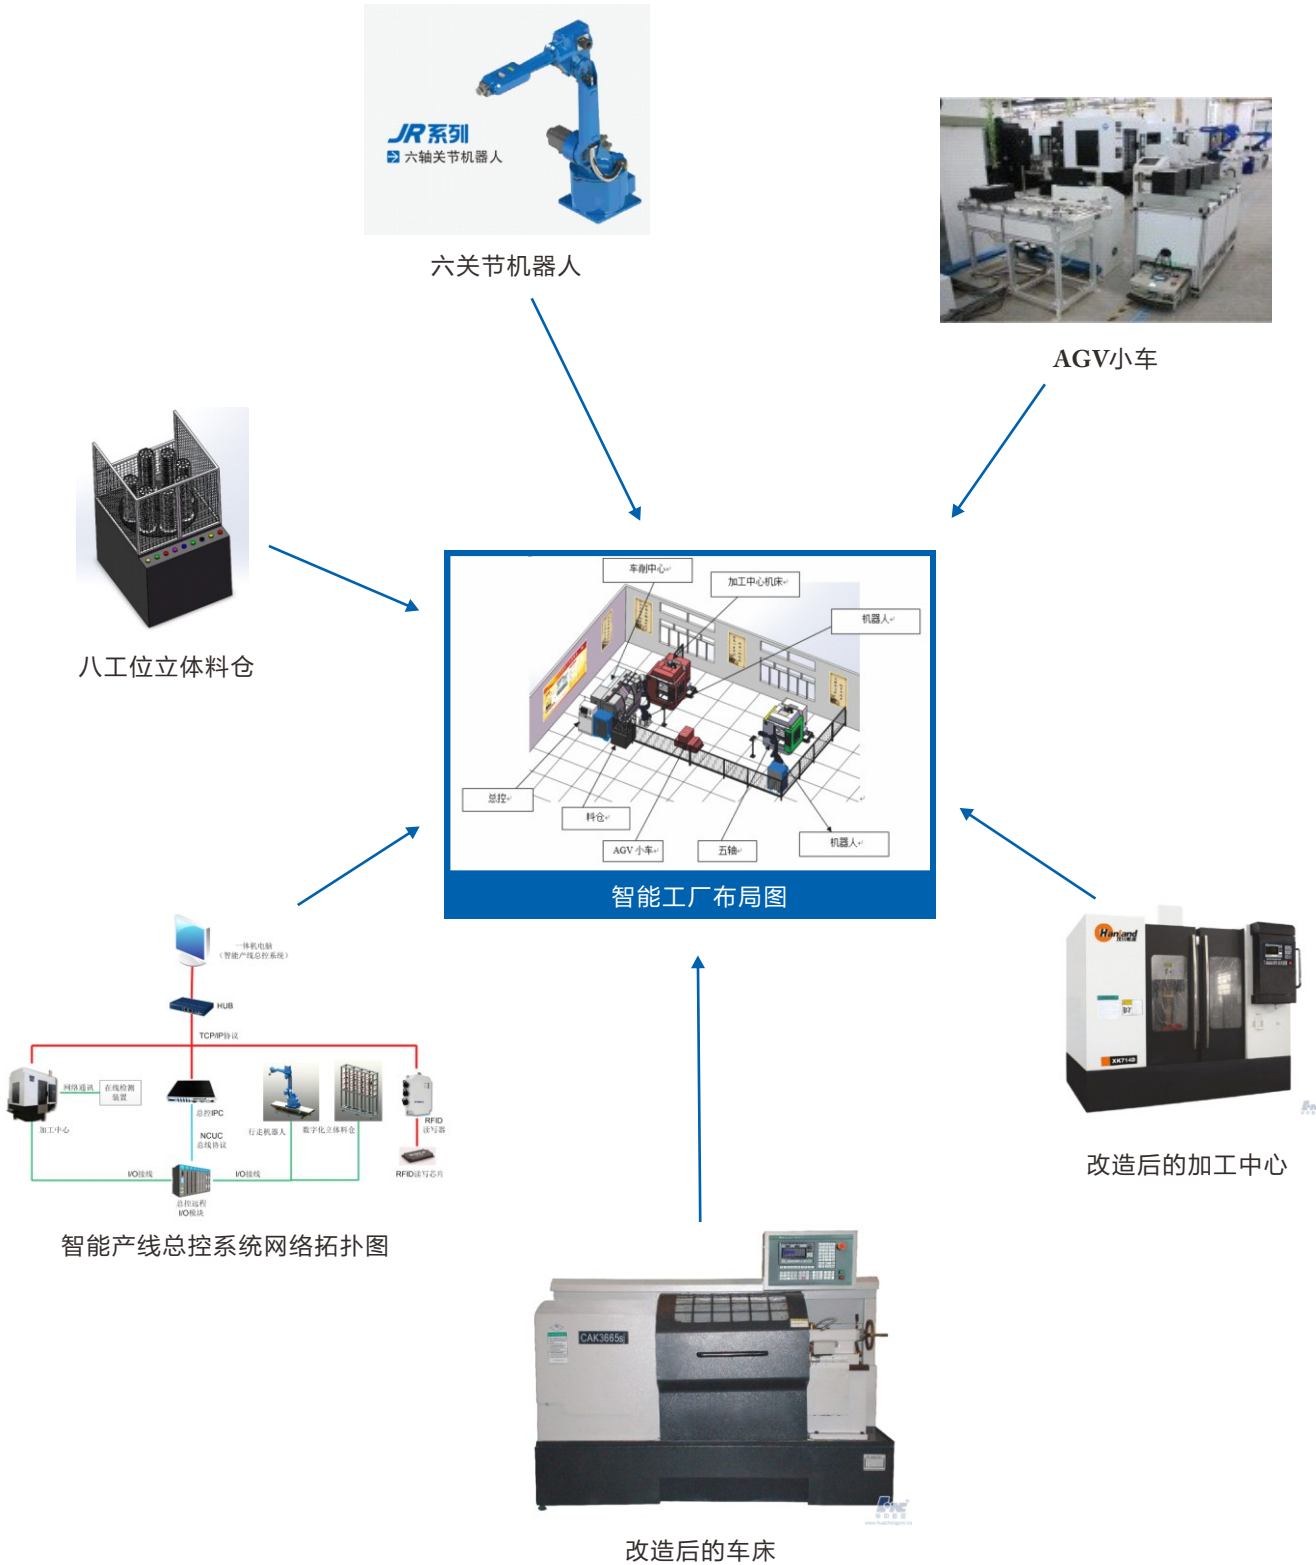 JR系列
六轴关节机器人
六关节机器人
AGV小车
八工位立体料仓
车削中心
加工中心机床
机器人
总控
料仓
AGV 小车
五轴
机器人
智能工厂布局图
一体机电脑
（智能产线总控系统）
HUB
TCP/IP协议
网络通讯
在线检测
装置
加工中心
总控IPC
行走机器人
数字化立体料仓
RFID
读写器
NCUC
总线协议
I/O接线
I/O接线
RFID读写芯片
总控远程
I/O模块
智能产线总控系统网络拓扑图
Hanland
XK714B
改造后的加工中心
CAK3665sj
改造后的车床